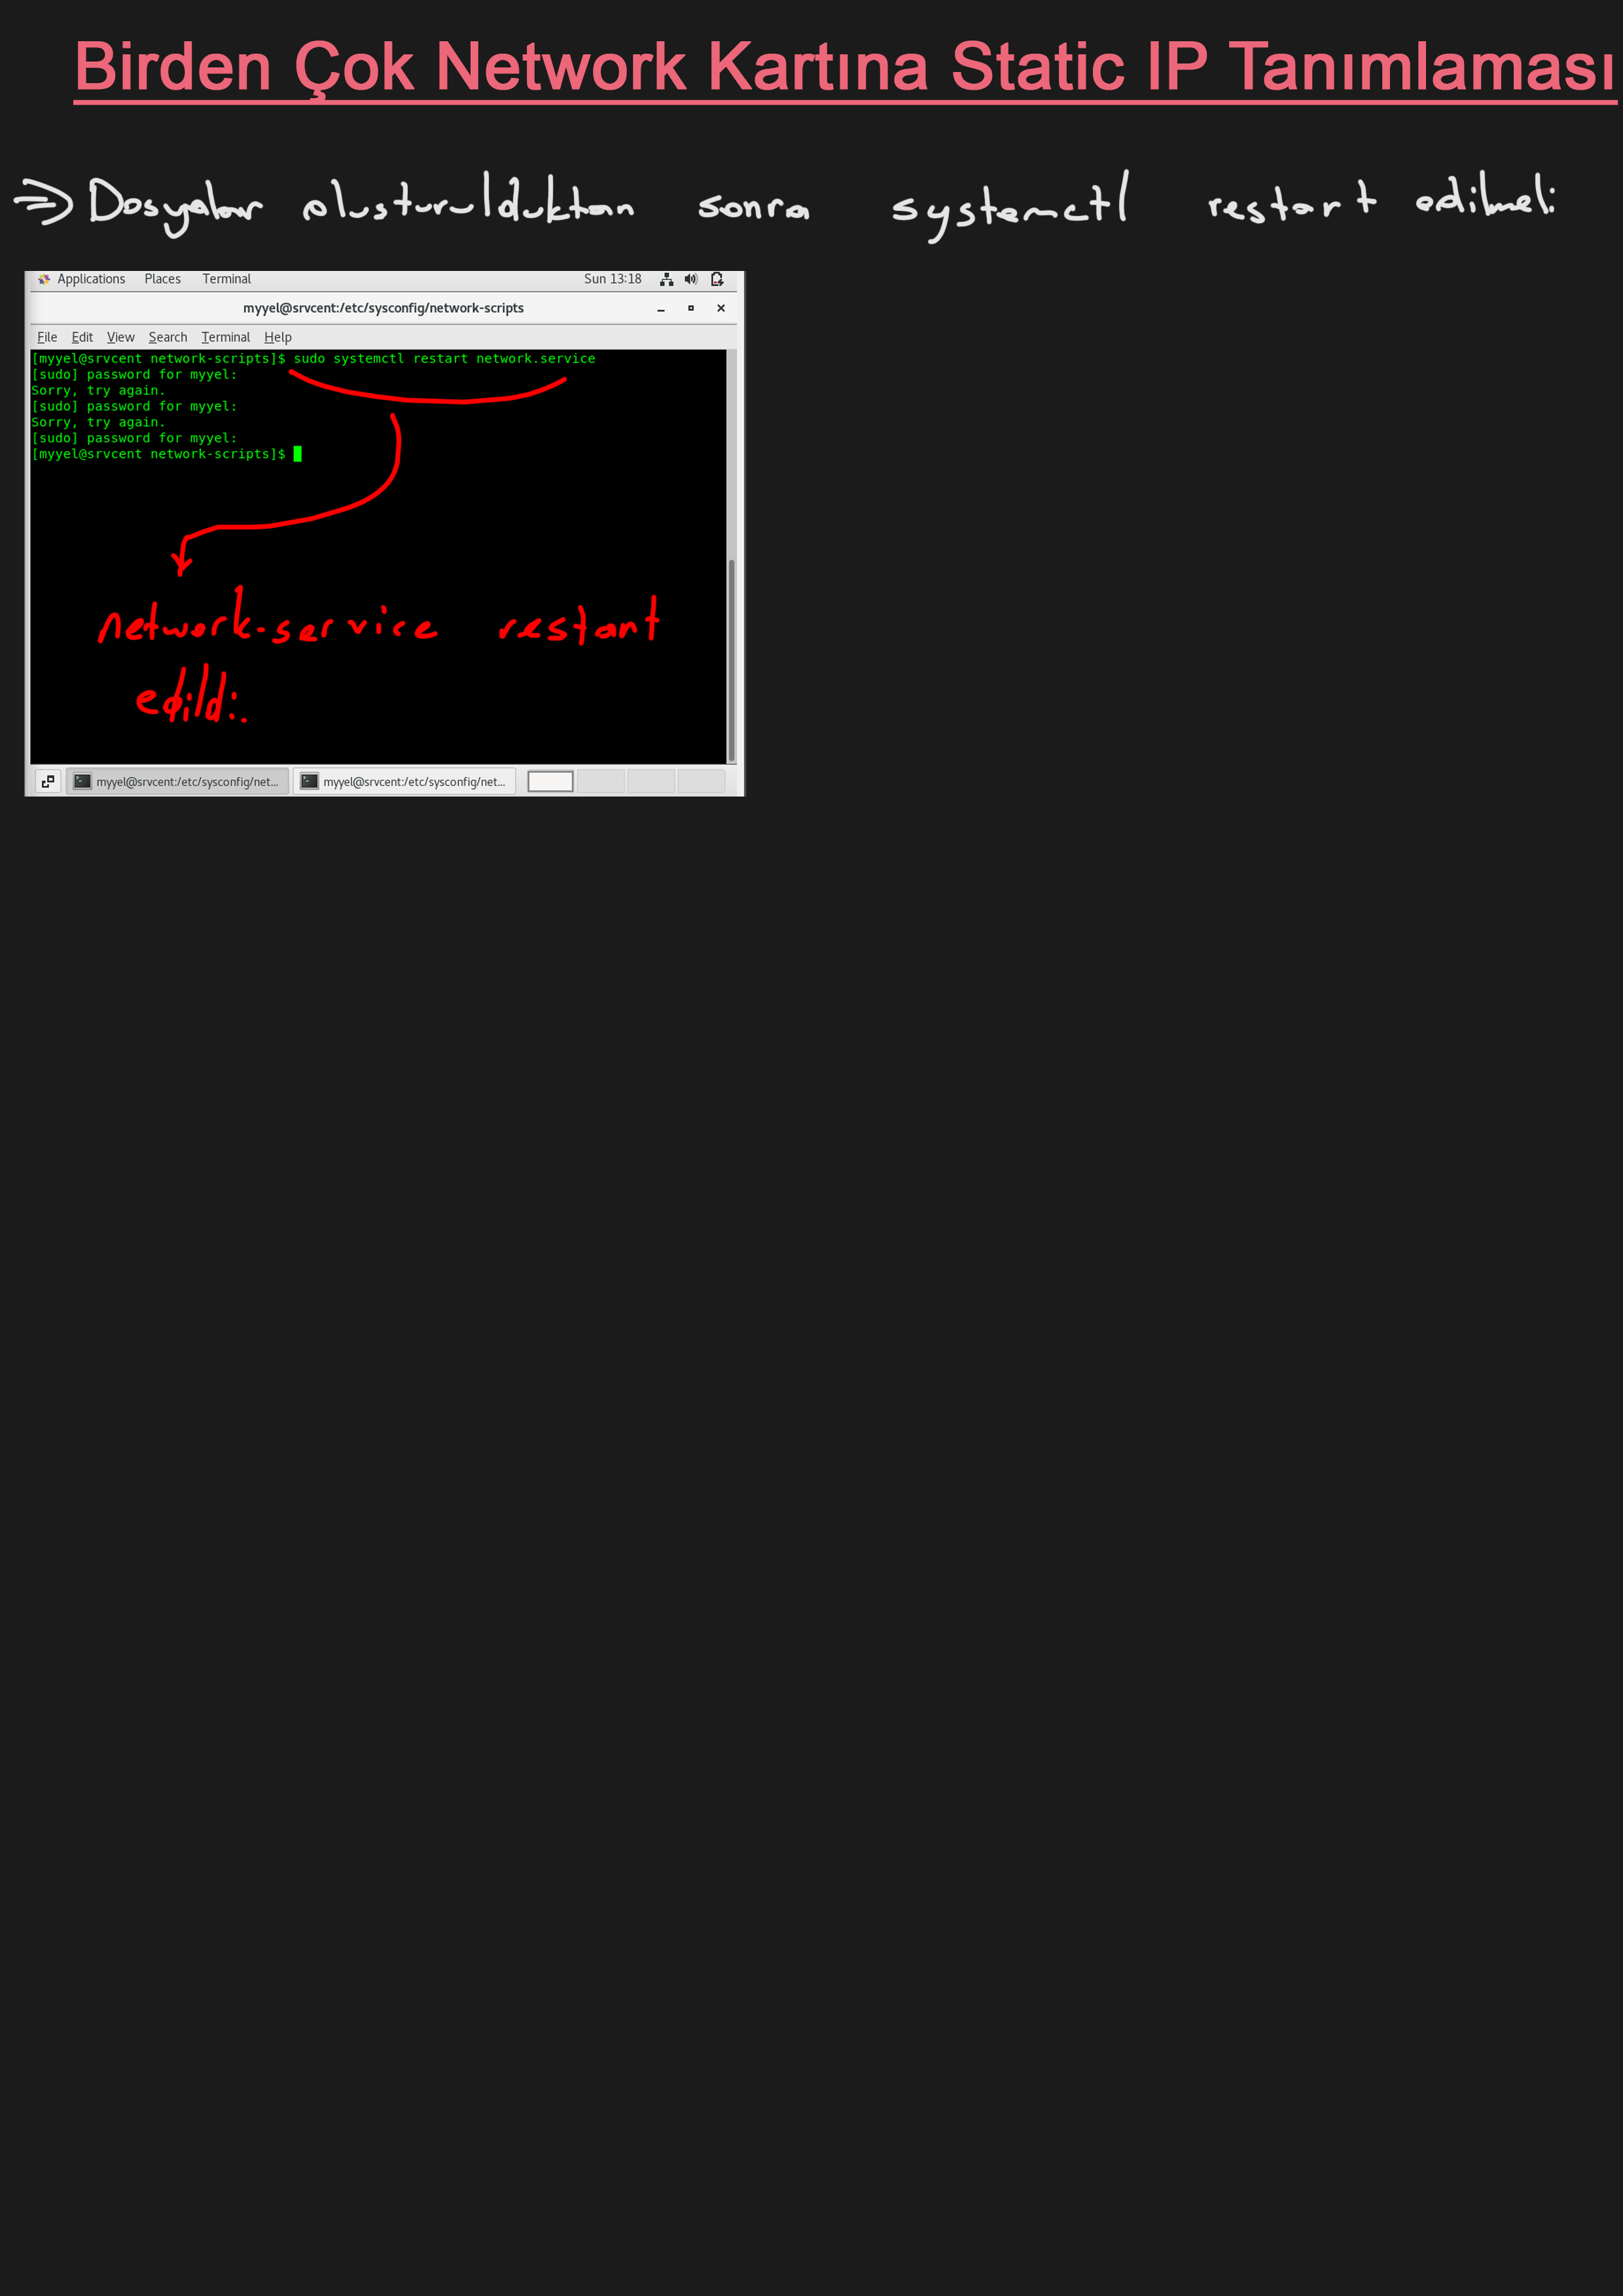 Birden Çok Network Kartına Static IP Tanımlaması
⇒ Dosyalar oluşturulduktan sonra systemctl restart edilmeli
Applications Places Terminal Sun 13:18
myyel@srvcent:/etc/sysconfig/network-scripts
File Edit View Search Terminal Help
[myyel@srvcent network-scripts]$ sudo systemctl restart network.service
[sudo] password for myyel:
Sorry, try again.
[sudo] password for myyel:
Sorry, try again.
[sudo] password for myyel:
[myyel@srvcent network-scripts]$
network.service restart
edildi.
myyel@srvcent:/etc/sysconfig/net... myyel@srvcent:/etc/sysconfig/net...